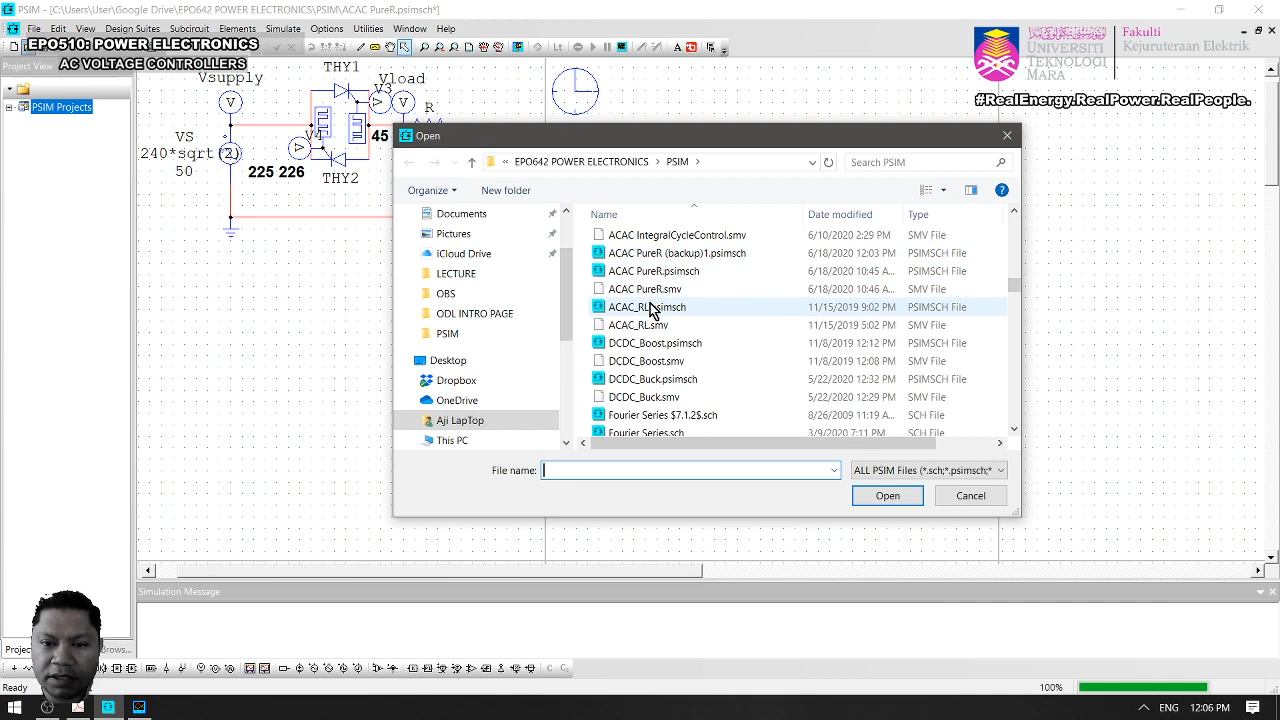 PSIM - [C:\Users\User\Google Drive\EPO642 POWER ELECTRONICS\PSIM\ACAC PureR.psimsch*]
File Edit View Design Suites Subcircuit Elements Simulate Options Utilities Window Help
EPO510: POWER ELECTRONICS
AC VOLTAGE CONTROLLERS
Fakulti
Kejuruteraan Elektrik
UNIVERSITI
TEKNOLOGI
MARA
#RealEnergy.RealPower.RealPeople.
Project View
PSIM Projects
Vsupply
THY1
Vload
V3
R
V
V
VS
V4
45
240*sqrt(2)
50
225 226
THY2
Open
« EPO642 POWER ELECTRONICS > PSIM >
Search PSIM
Organize
New folder
Documents
Pictures
iCloud Drive
LECTURE
OBS
ODL INTRO PAGE
PSIM
Desktop
Dropbox
OneDrive
Aji LapTop
This PC
Name Date modified Type
ACAC IntegralCycleControl.smv 6/10/2020 2:29 PM SMV File
ACAC PureR (backup)1.psimsch 6/18/2020 12:03 PM PSIMSCH File
ACAC PureR.psimsch 6/18/2020 10:45 A... PSIMSCH File
ACAC PureR.smv 6/18/2020 10:46 A... SMV File
ACAC_RL.psimsch 11/15/2019 9:02 PM PSIMSCH File
ACAC_RL.smv 11/15/2019 5:02 PM SMV File
DCDC_Boost.psimsch 11/8/2019 12:12 PM PSIMSCH File
DCDC_Boost.smv 11/8/2019 12:08 PM SMV File
DCDC_Buck.psimsch 5/22/2020 12:32 PM PSIMSCH File
DCDC_Buck.smv 5/22/2020 12:29 PM SMV File
Fourier Series $7.1.2$.sch 8/26/2009 11:19 A... SCH File
Fourier Series.sch 3/9/2020 7:11 PM SCH File
File name:
ALL PSIM Files (*.sch;*.psimsch;*
Open
Cancel
Simulation Message
Ready
100%
ENG 12:06 PM